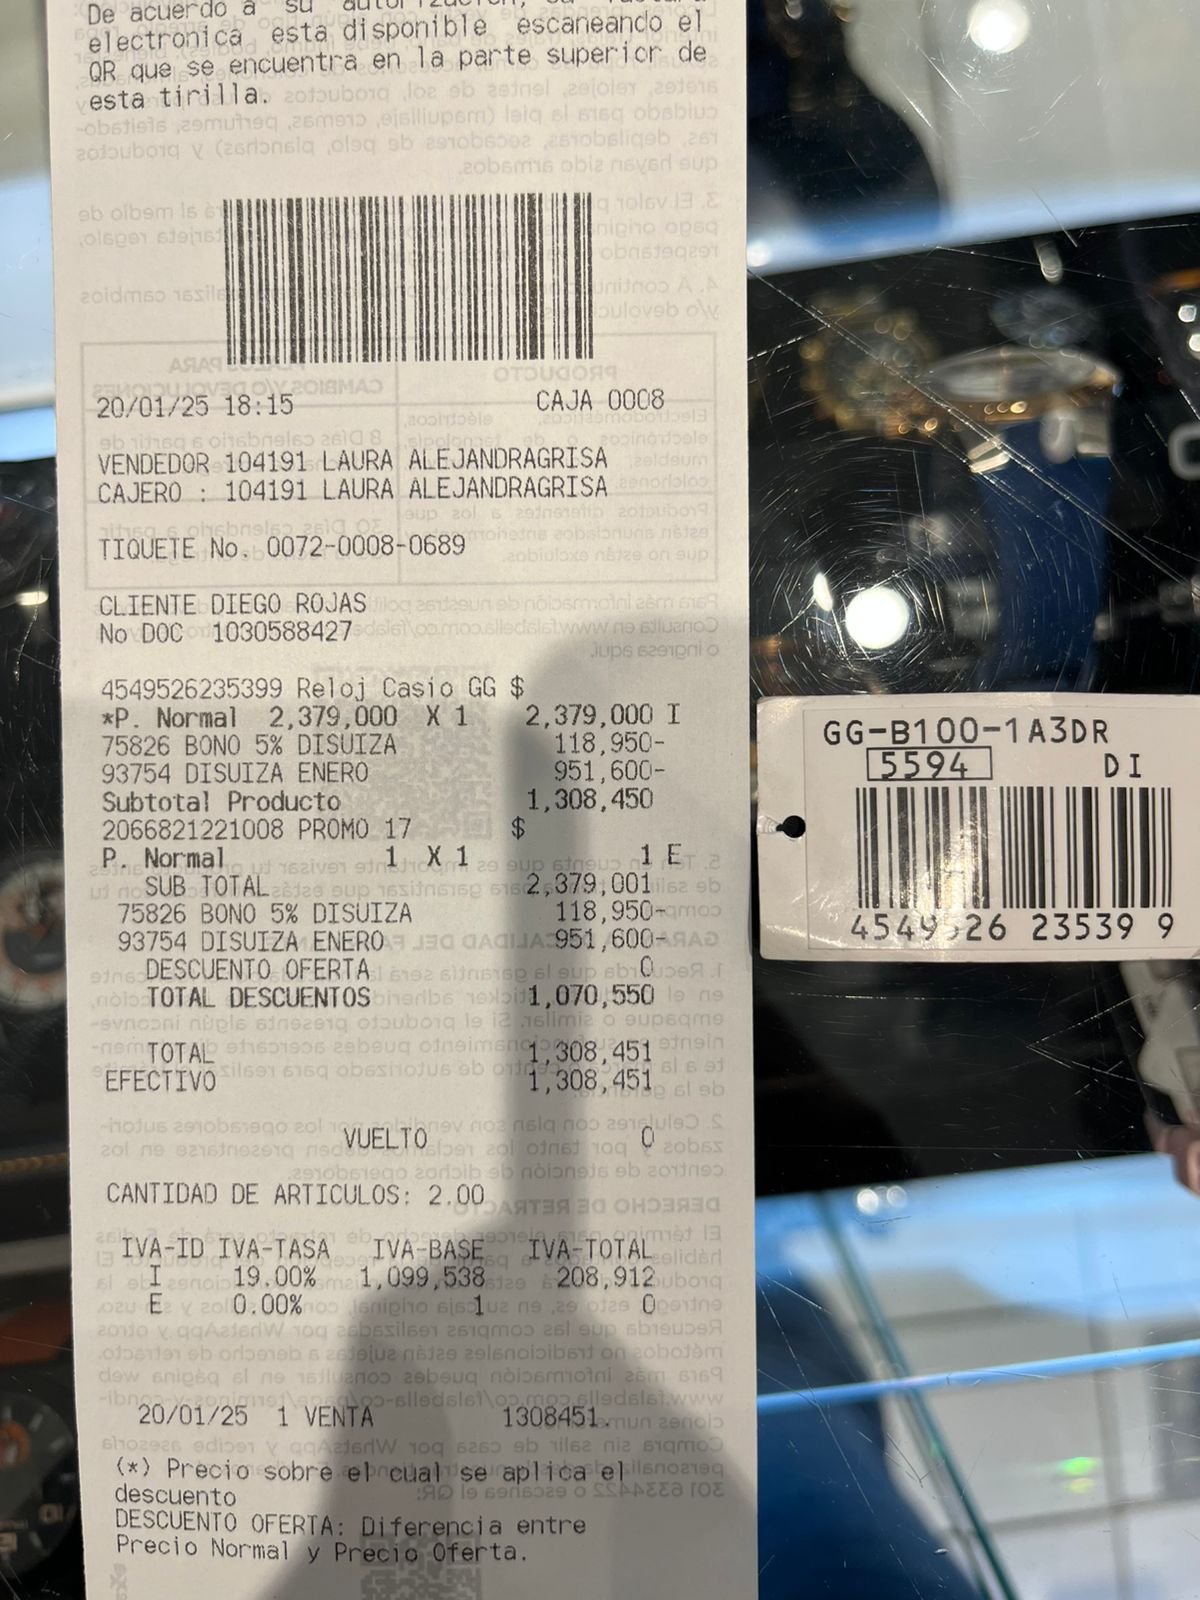 De acuerdo a su autorización, su factura
electronica esta disponible escaneando el
QR que se encuentra en la parte superior de
esta tirilla.
20/01/25 18:15 CAJA 0008
VENDEDOR 104191 LAURA ALEJANDRAGRISA
CAJERO : 104191 LAURA ALEJANDRAGRISA
TIQUETE No. 0072-0008-0689
CLIENTE DIEGO ROJAS
No DOC 1030588427
4549526235399 Reloj Casio GG $
*P. Normal 2,379,000 X 1 2,379,000 I
75826 BONO 5% DISUIZA 118,950-
93754 DISUIZA ENERO 951,600-
Subtotal Producto 1,308,450
2066821221008 PROMO 17 $
P. Normal 1 X 1 1 E
SUB TOTAL 2,379,001
75826 BONO 5% DISUIZA 118,950-
93754 DISUIZA ENERO 951,600-
DESCUENTO OFERTA 0
TOTAL DESCUENTOS 1,070,550
TOTAL 1,308,451
EFECTIVO 1,308,451
VUELTO 0
CANTIDAD DE ARTICULOS: 2.00
IVA-ID IVA-TASA IVA-BASE IVA-TOTAL
I 19.00% 1,099,538 208,912
E 0.00% 1 0
20/01/25 1 VENTA 1308451.
(*) Precio sobre el cual se aplica el
descuento
DESCUENTO OFERTA: Diferencia entre
Precio Normal y Precio Oferta.
GG-B100-1A3DR
5594 DI
4549526 23539 9